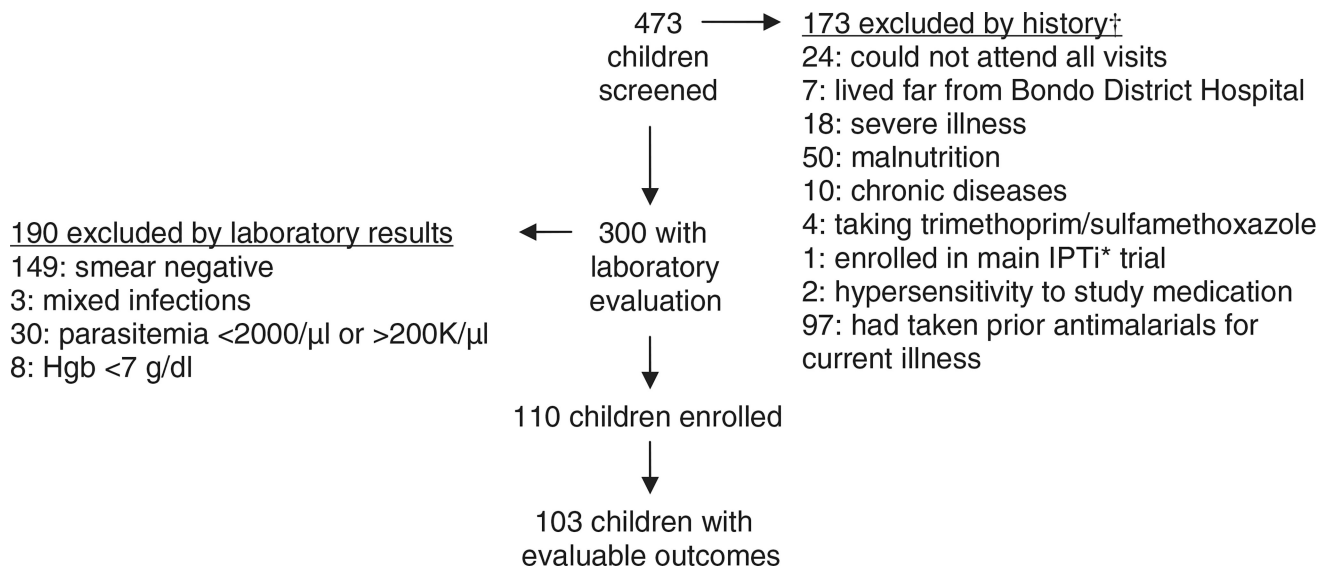 473
children
screened
173 excluded by history†
24: could not attend all visits
7: lived far from Bondo District Hospital
18: severe illness
50: malnutrition
10: chronic diseases
4: taking trimethoprim/sulfamethoxazole
1: enrolled in main IPTi* trial
2: hypersensitivity to study medication
97: had taken prior antimalarials for
current illness
300 with
laboratory
evaluation
190 excluded by laboratory results
149: smear negative
3: mixed infections
30: parasitemia <2000/µl or >200K/µl
8: Hgb <7 g/dl
110 children enrolled
103 children with
evaluable outcomes